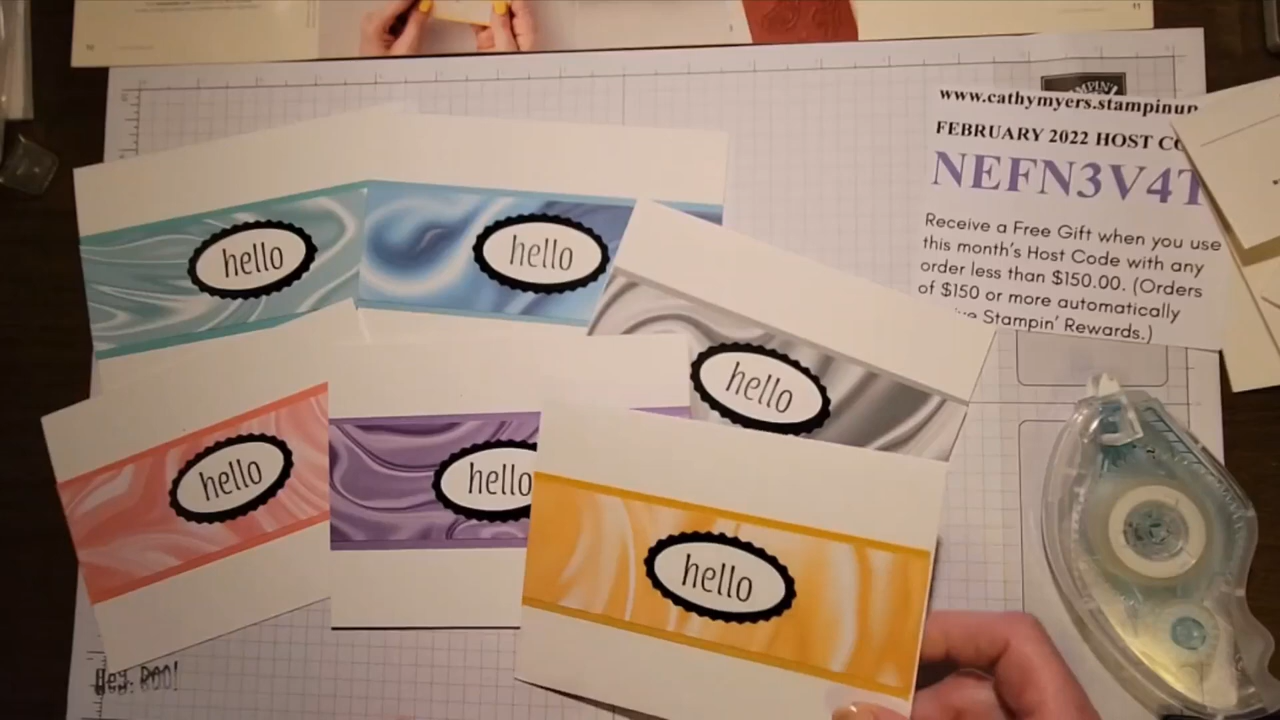 www.cathymyers.stampinup
FEBRUARY 2022 HOST
NEFN3V4T
Receive a Free Gift when you use
this month's Host Code with any
order less than $150.00. (Orders
of $150 or more automatically
Stampin' Rewards.)
hello
hello
hello
hello
hello
hello
Hey, BOO!